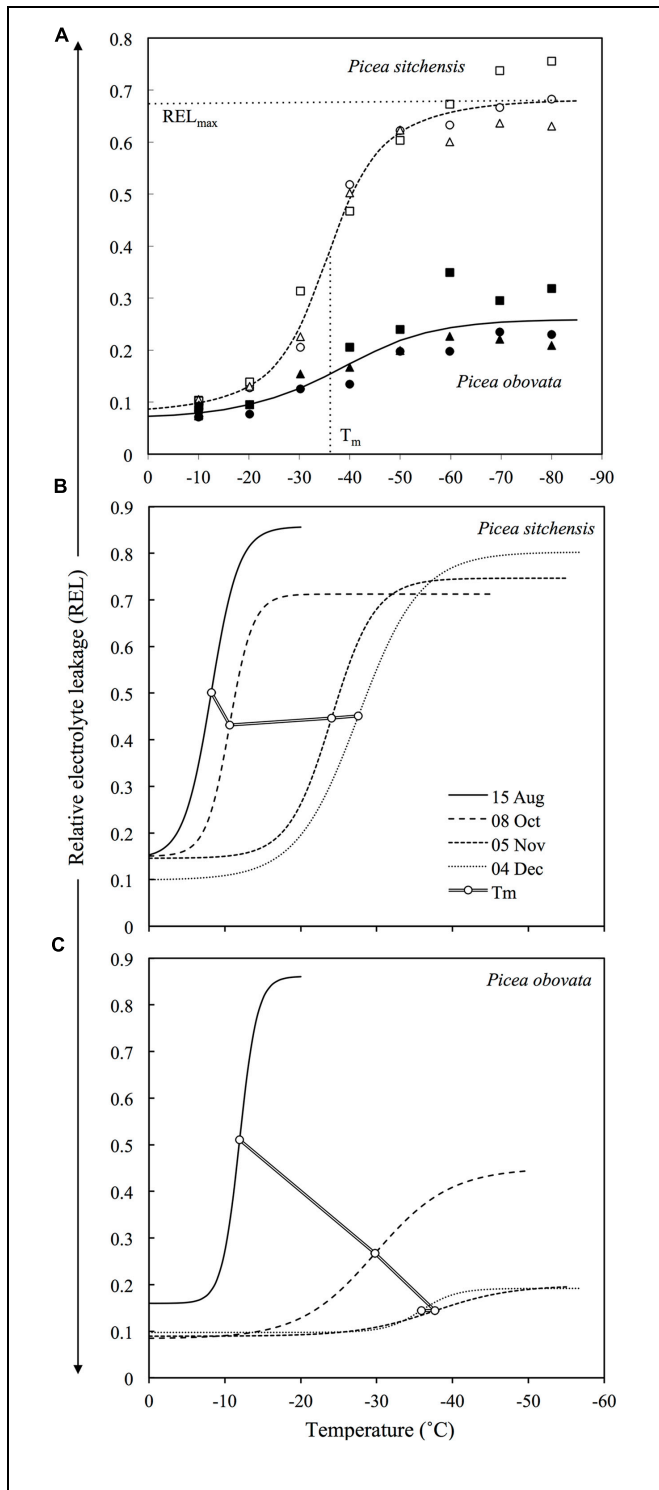 A
0.8
0.7
0.6
0.5
0.4
0.3
0.2
0.1
0
Picea sitchensis
RELmax
Picea obovata
Tm
0 -10 -20 -30 -40 -50 -60 -70 -80 -90
B
Relative electrolyte leakage (REL)
0.9
0.8
0.7
0.6
0.5
0.4
0.3
0.2
0.1
0
Picea sitchensis
15 Aug
08 Oct
05 Nov
04 Dec
Tm
C
0.9
0.8
0.7
0.6
0.5
0.4
0.3
0.2
0.1
0
Picea obovata
0 -10 -20 -30 -40 -50 -60
Temperature (˚C)